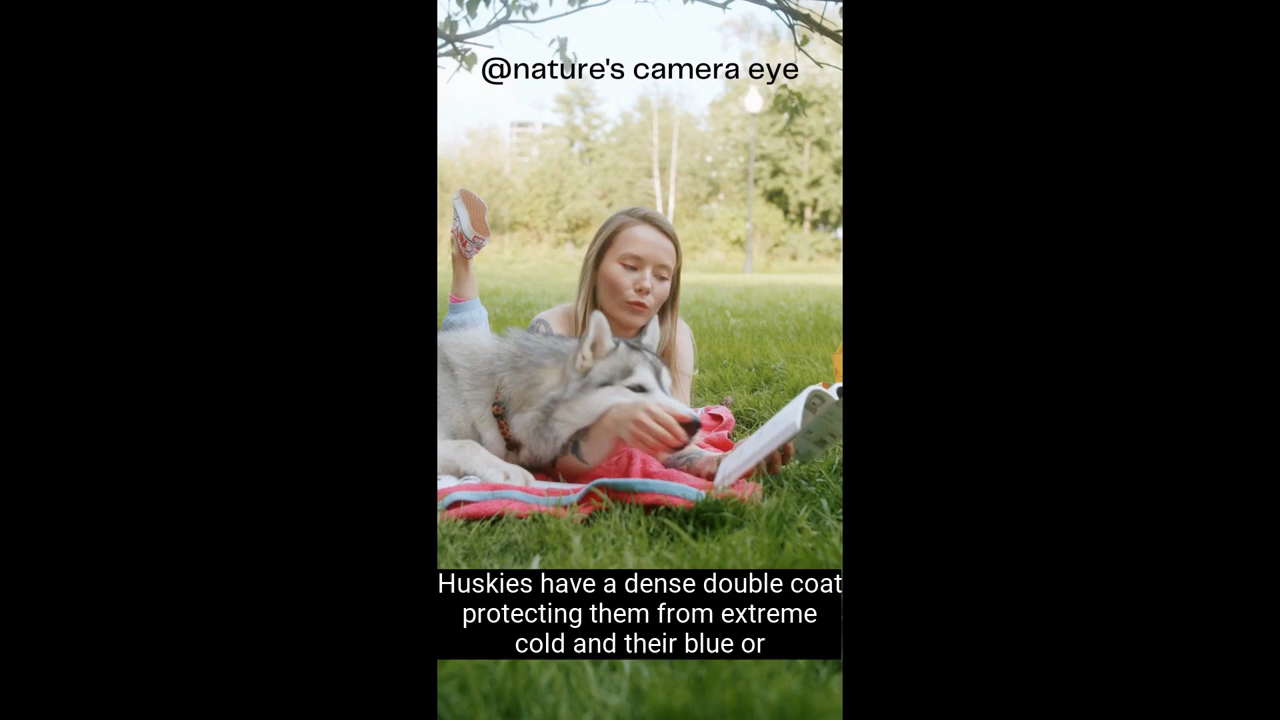 @nature's camera eye
Huskies have a dense double coat
protecting them from extreme
cold and their blue or